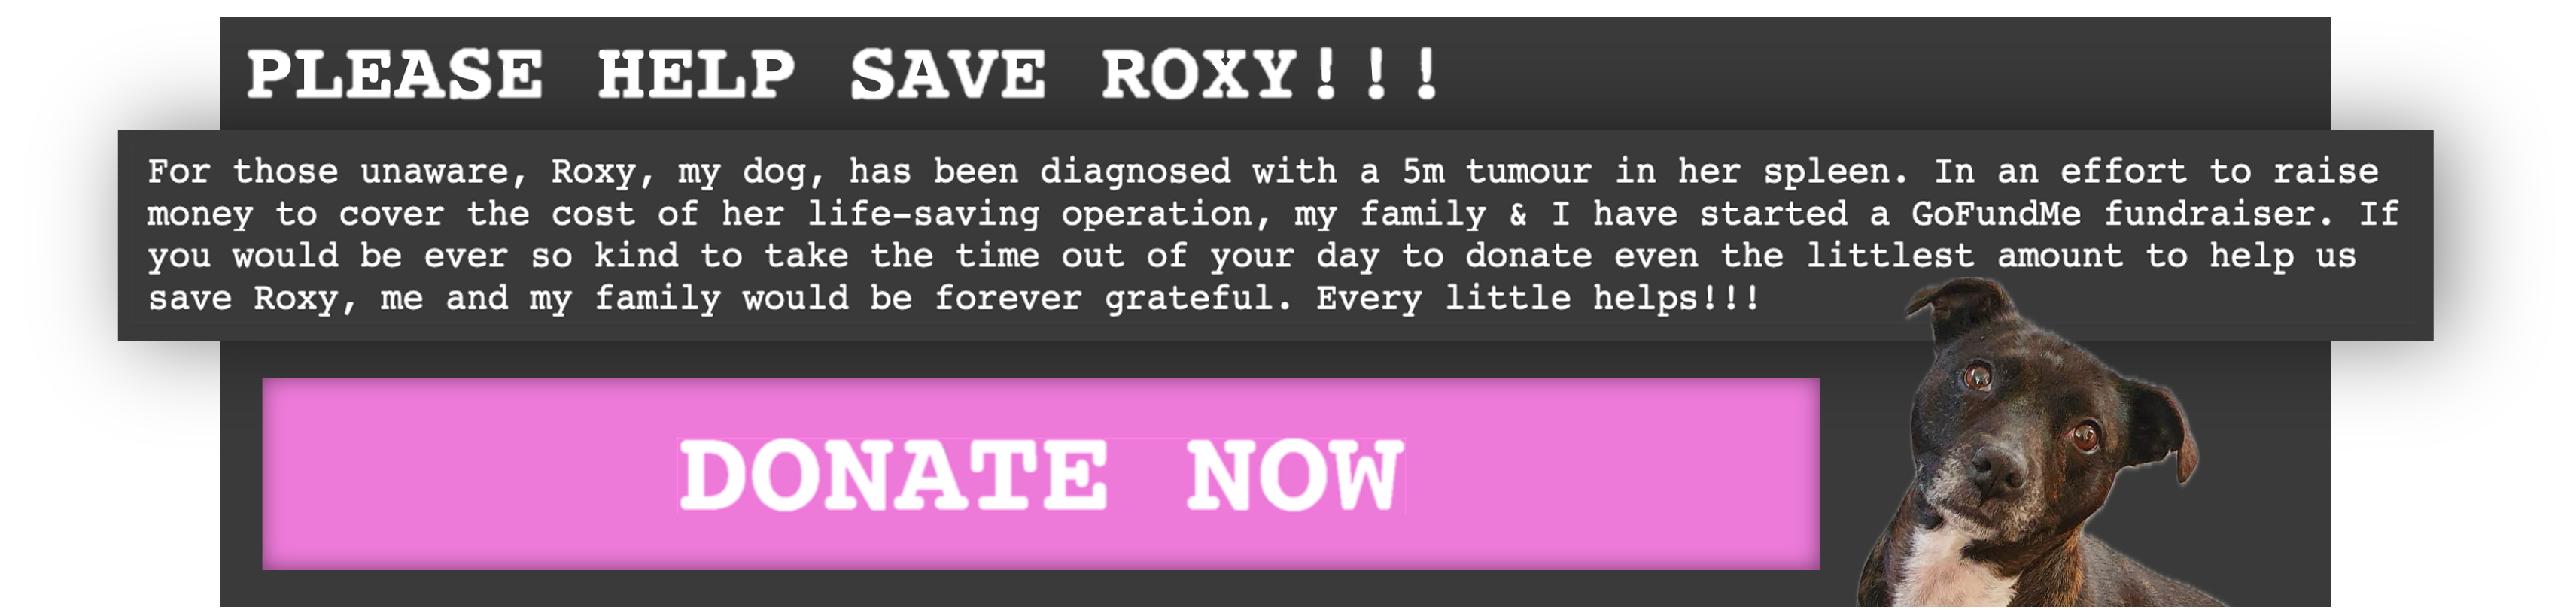 PLEASE HELP SAVE ROXY!!!
For those unaware, Roxy, my dog, has been diagnosed with a 5m tumour in her spleen. In an effort to raise
money to cover the cost of her life-saving operation, my family & I have started a GoFundMe fundraiser. If
you would be ever so kind to take the time out of your day to donate even the littlest amount to help us
save Roxy, me and my family would be forever grateful. Every little helps!!!
DONATE NOW